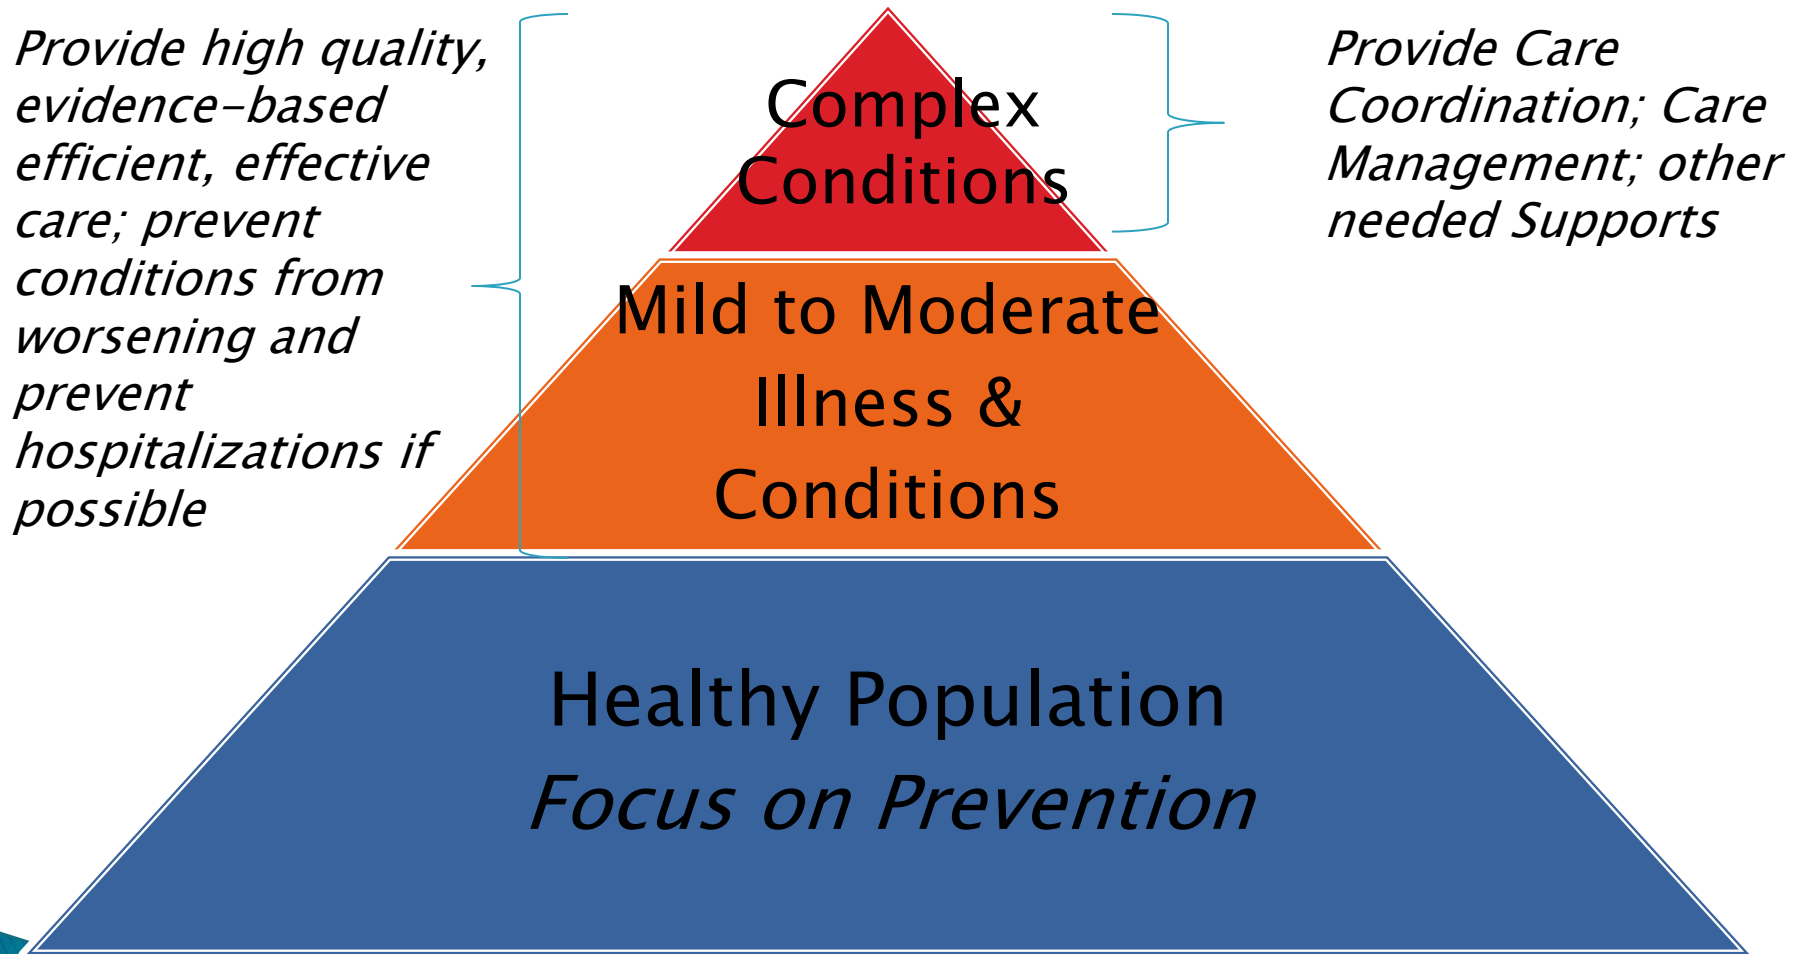 Provide high quality,
evidence-based
efficient, effective
care; prevent
conditions from
worsening and
prevent
hospitalizations if
possible
Complex
Conditions
Provide Care
Coordination; Care
Management; other
needed Supports
Mild to Moderate
Illness &
Conditions
Healthy Population
Focus on Prevention